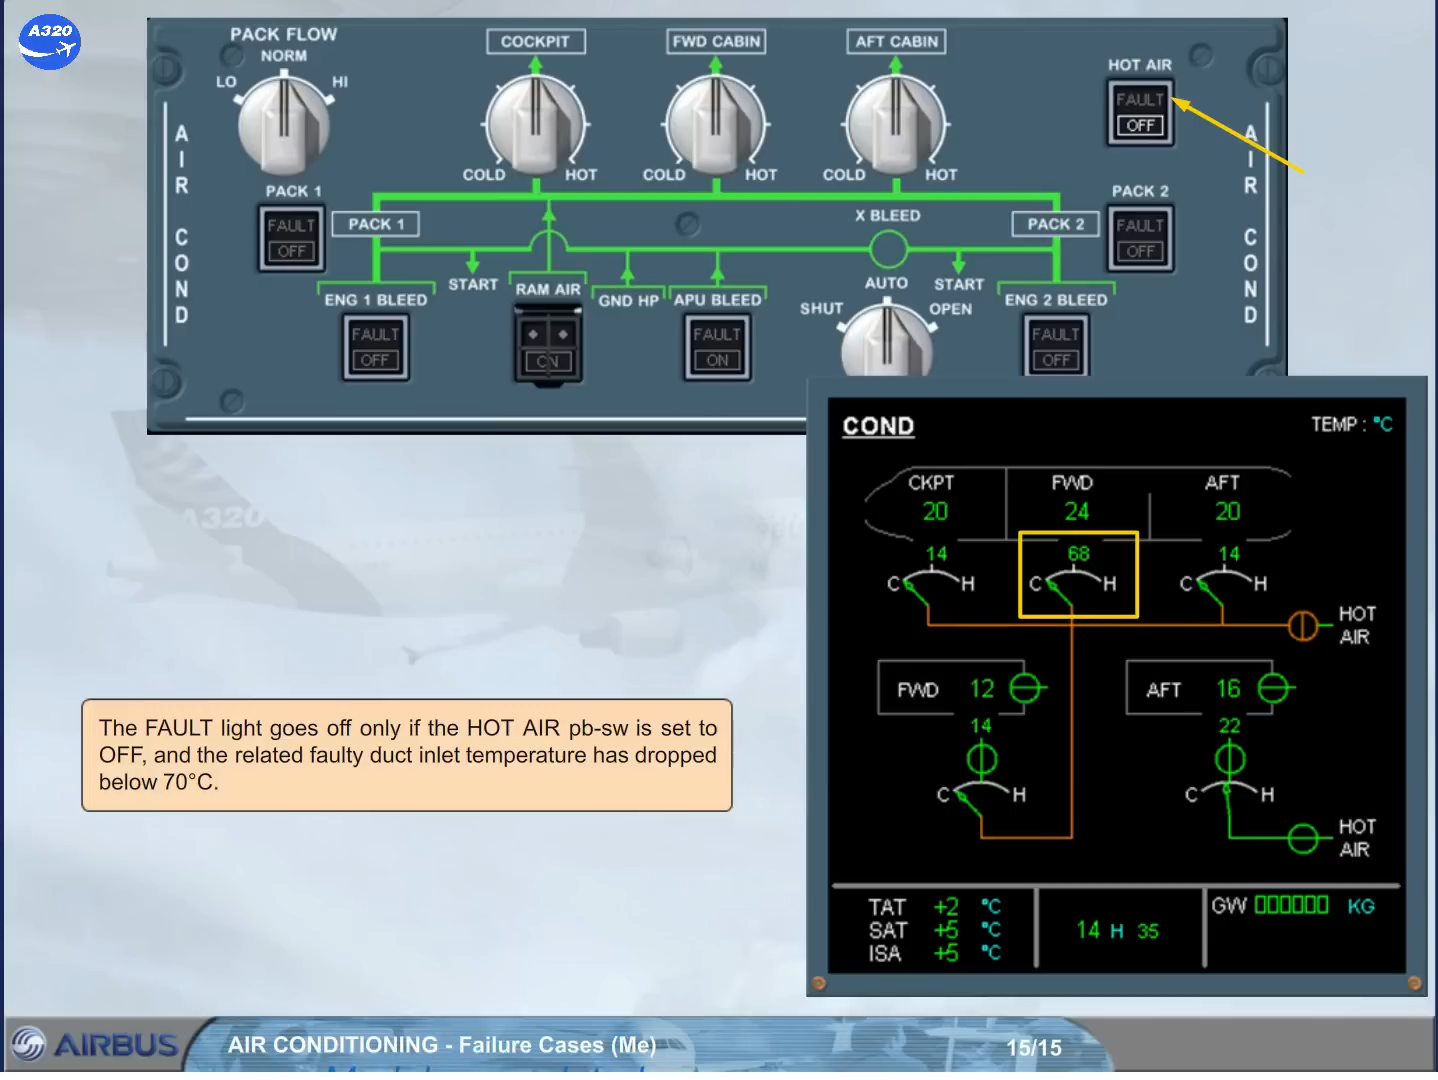 A320
PACK FLOW
LO NORM HI
COCKPIT
FWD CABIN
AFT CABIN
HOT AIR
FAULT
OFF
COLD HOT
COLD HOT
COLD HOT
AIR COND
AIR COND
PACK 1
FAULT
OFF
PACK 1
X BLEED
PACK 2
PACK 2
FAULT
OFF
START
RAM AIR
GND HP
APU BLEED
AUTO
START
SHUT
OPEN
ENG 1 BLEED
ENG 2 BLEED
FAULT
OFF
ON
FAULT
ON
FAULT
OFF
COND
TEMP : °C
CKPT FWD AFT
20 24 20
14 68 14
C H C H C H
HOT
AIR
FWD 12
AFT 16
14 22
C H C H
HOT
AIR
TAT +2 °C
SAT +5 °C
ISA +5 °C
14 H 35
GW KG
A320
The FAULT light goes off only if the HOT AIR pb-sw is set to
OFF, and the related faulty duct inlet temperature has dropped
below 70°C.
AIRBUS
AIR CONDITIONING - Failure Cases (Me)
15/15